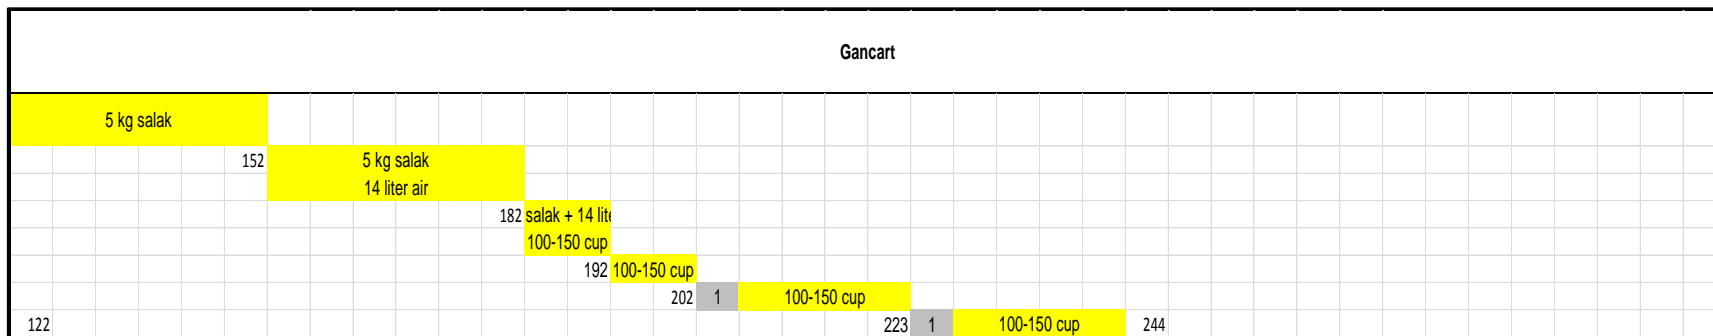 Gancart
5 kg salak
152 5 kg salak
14 liter air
182 salak + 14 lite
100-150 cup
192 100-150 cup
202 1 100-150 cup
122 223 1 100-150 cup 244